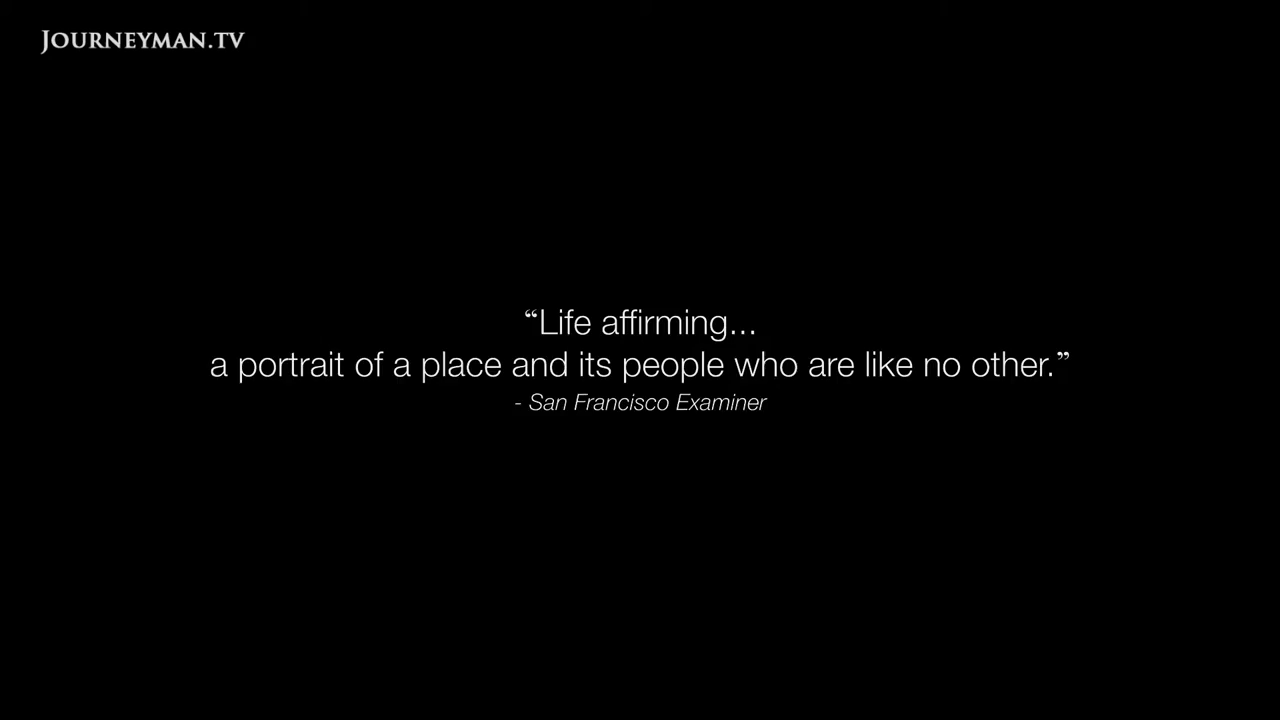 JOURNEYMAN.TV
“Life affirming...
a portrait of a place and its people who are like no other.”
- San Francisco Examiner